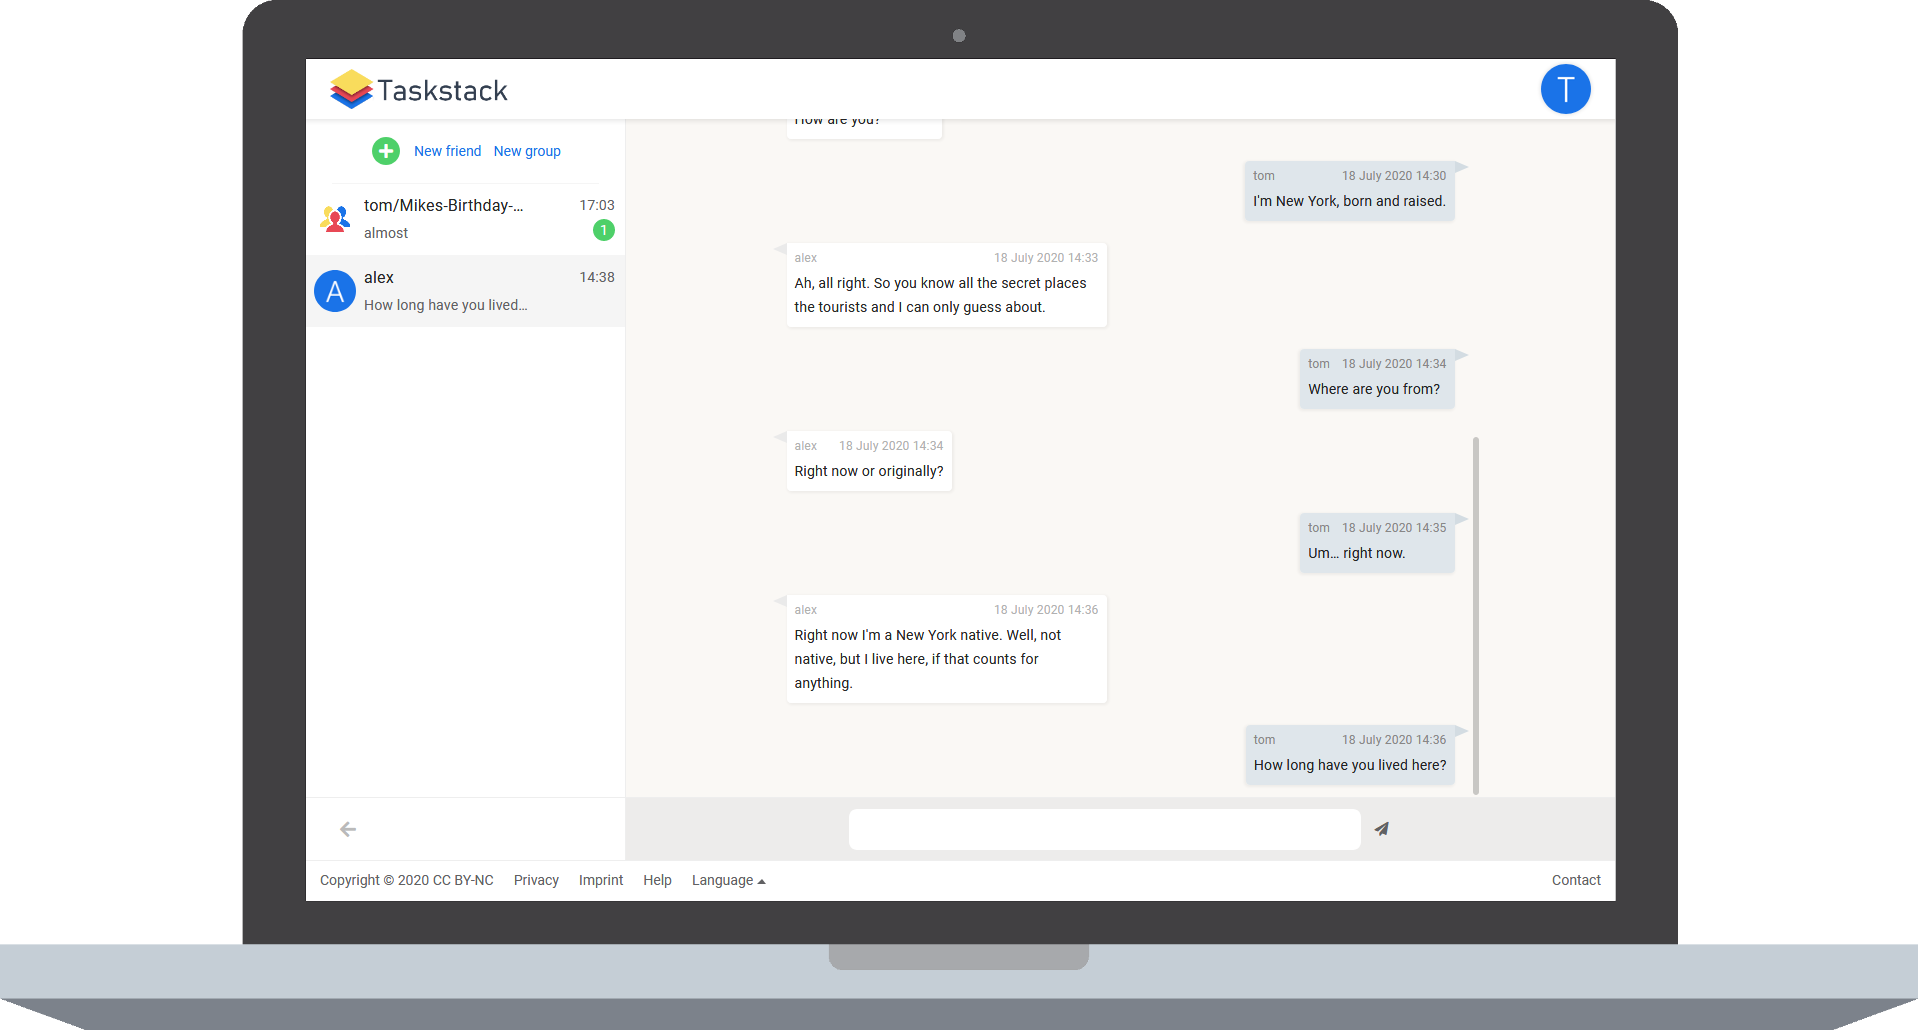 Taskstack
T
New friend New group
tom/Mikes-Birthday-... 17:03
almost 1
A
alex 14:38
How long have you lived...
How are you?
tom 18 July 2020 14:30
I'm New York, born and raised.
alex 18 July 2020 14:33
Ah, all right. So you know all the secret places
the tourists and I can only guess about.
tom 18 July 2020 14:34
Where are you from?
alex 18 July 2020 14:34
Right now or originally?
tom 18 July 2020 14:35
Um... right now.
alex 18 July 2020 14:36
Right now I'm a New York native. Well, not
native, but I live here, if that counts for
anything.
tom 18 July 2020 14:36
How long have you lived here?
Copyright © 2020 CC BY-NC Privacy Imprint Help Language Contact